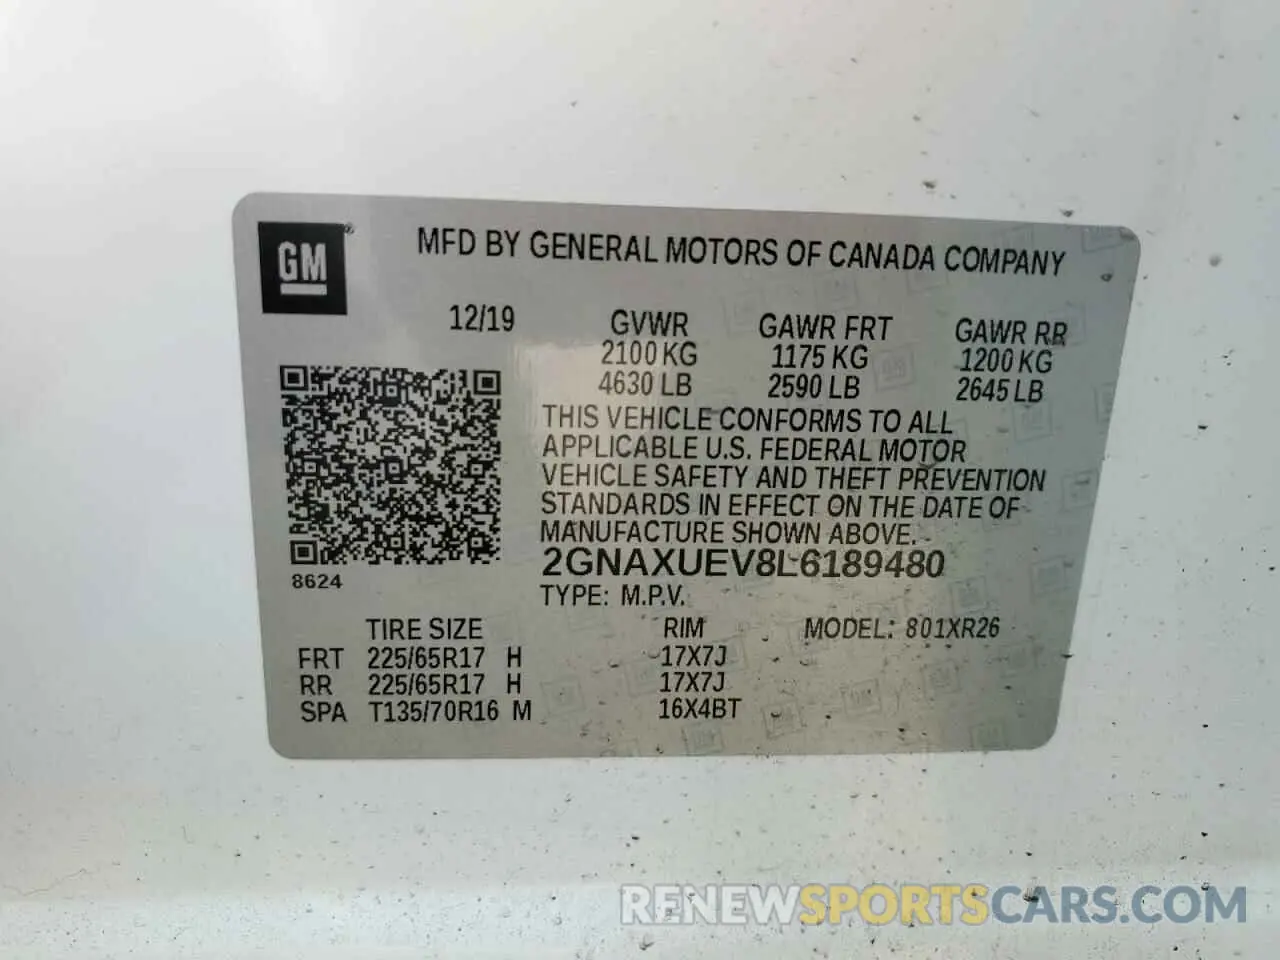 GM
MFD BY GENERAL MOTORS OF CANADA COMPANY
12/19 GVWR GAWR FRT GAWR RR
2100 KG 1175 KG 1200 KG
4630 LB 2590 LB 2645 LB
THIS VEHICLE CONFORMS TO ALL
APPLICABLE U.S. FEDERAL MOTOR
VEHICLE SAFETY AND THEFT PREVENTION
STANDARDS IN EFFECT ON THE DATE OF
MANUFACTURE SHOWN ABOVE.
2GNAXUEV8L6189480
8624
TYPE: M.P.V.
TIRE SIZE RIM MODEL: 801XR26
FRT 225/65R17 H 17X7J
RR 225/65R17 H 17X7J
SPA T135/70R16 M 16X4BT
RENEWSPORTSCARS.COM